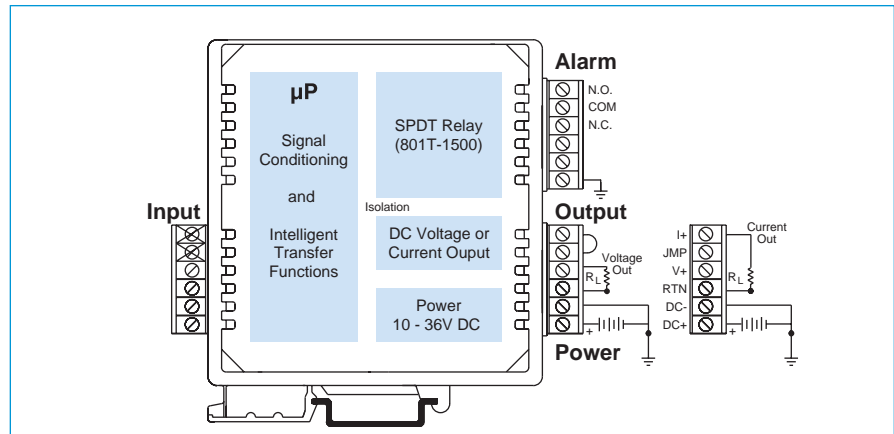 Alarm
N.O.
COM
N.C.
µP
Signal
Conditioning
and
Intelligent
Transfer
Functions
SPDT Relay
(801T-1500)
Isolation
Input
Output
DC Voltage or
Current Ouput
Voltage
Out
RL
Power
10 - 36V DC
+
Power
I+
JMP
V+
RTN
DC-
DC+
Current
Out
RL
+